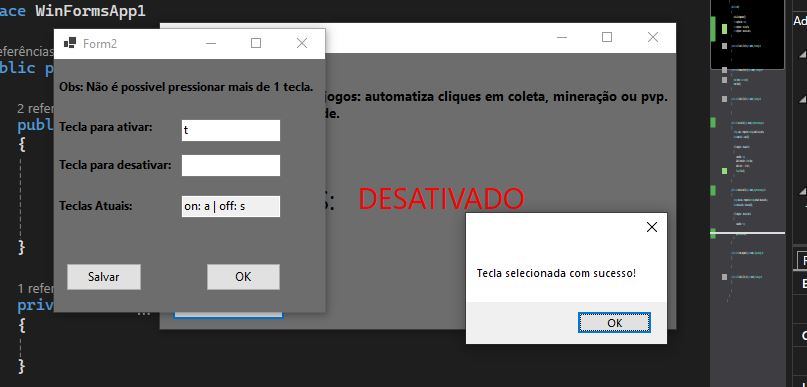 ace WinFormsApp1
referências
blic p
Form2
Obs: Não é possivel pressionar mais de 1 tecla.
jogos: automatiza cliques em coleta, mineração ou pvp.
de.
2 refer
pub
Tecla para ativar:
t
{
Tecla para desativar:
Teclas Atuais:
on: a | off: s
S:
DESATIVADO
}
Salvar
OK
Tecla selecionada com sucesso!
OK
1 refer
priv
...
{
}
Ad